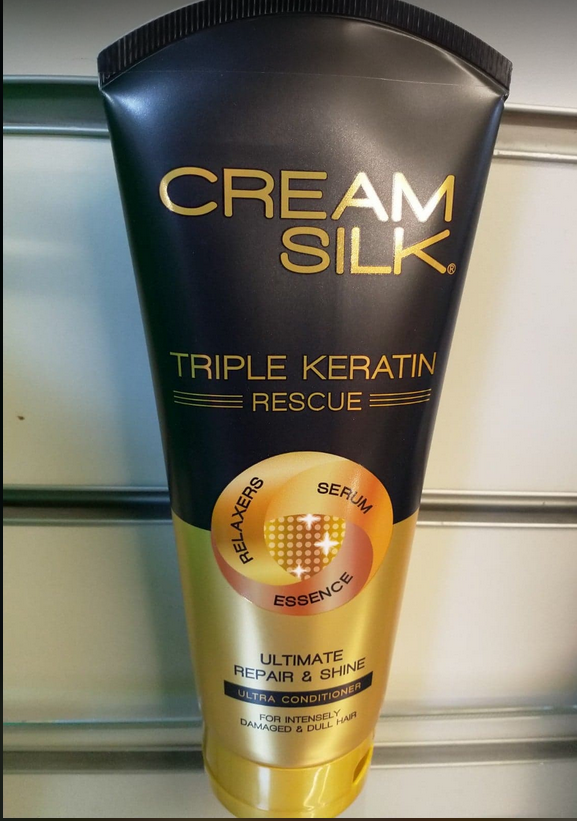 CREAM
SILK®
TRIPLE KERATIN
RESCUE
RELAXERS
SERUM
ESSENCE
ULTIMATE
REPAIR & SHINE
ULTRA CONDITIONER
FOR INTENSELY
DAMAGED & DULL HAIR